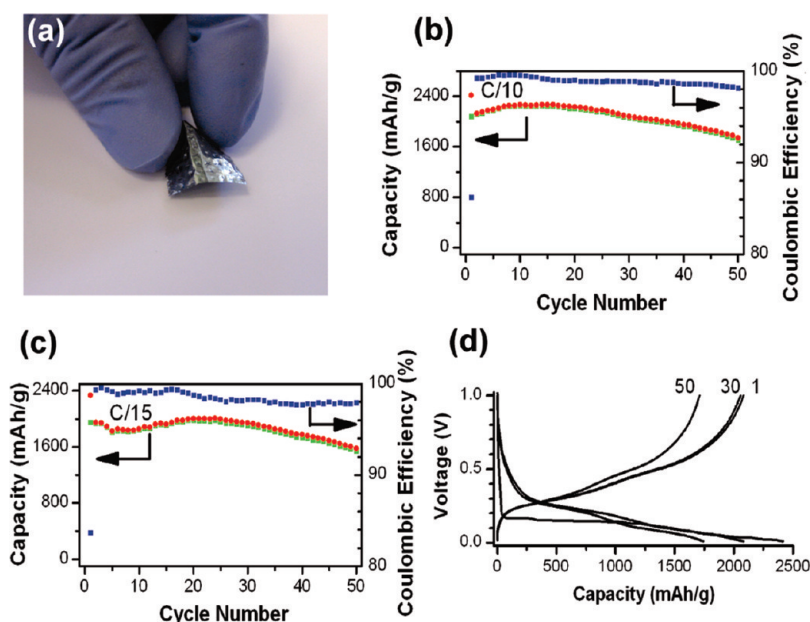 (a)
(b)
Capacity (mAh/g)
2400
1600
800
0
C/10
100
90
80
Coulombic Efficiency (%)
0 10 20 30 40 50
Cycle Number
(c)
Capacity (mAh/g)
2400
1600
800
0
C/15
100
90
80
Coulombic Efficiency (%)
0 10 20 30 40 50
Cycle Number
(d)
Voltage (V)
1.0
0.5
0.0
50 30 1
0 500 1000 1500 2000 2500
Capacity (mAh/g)